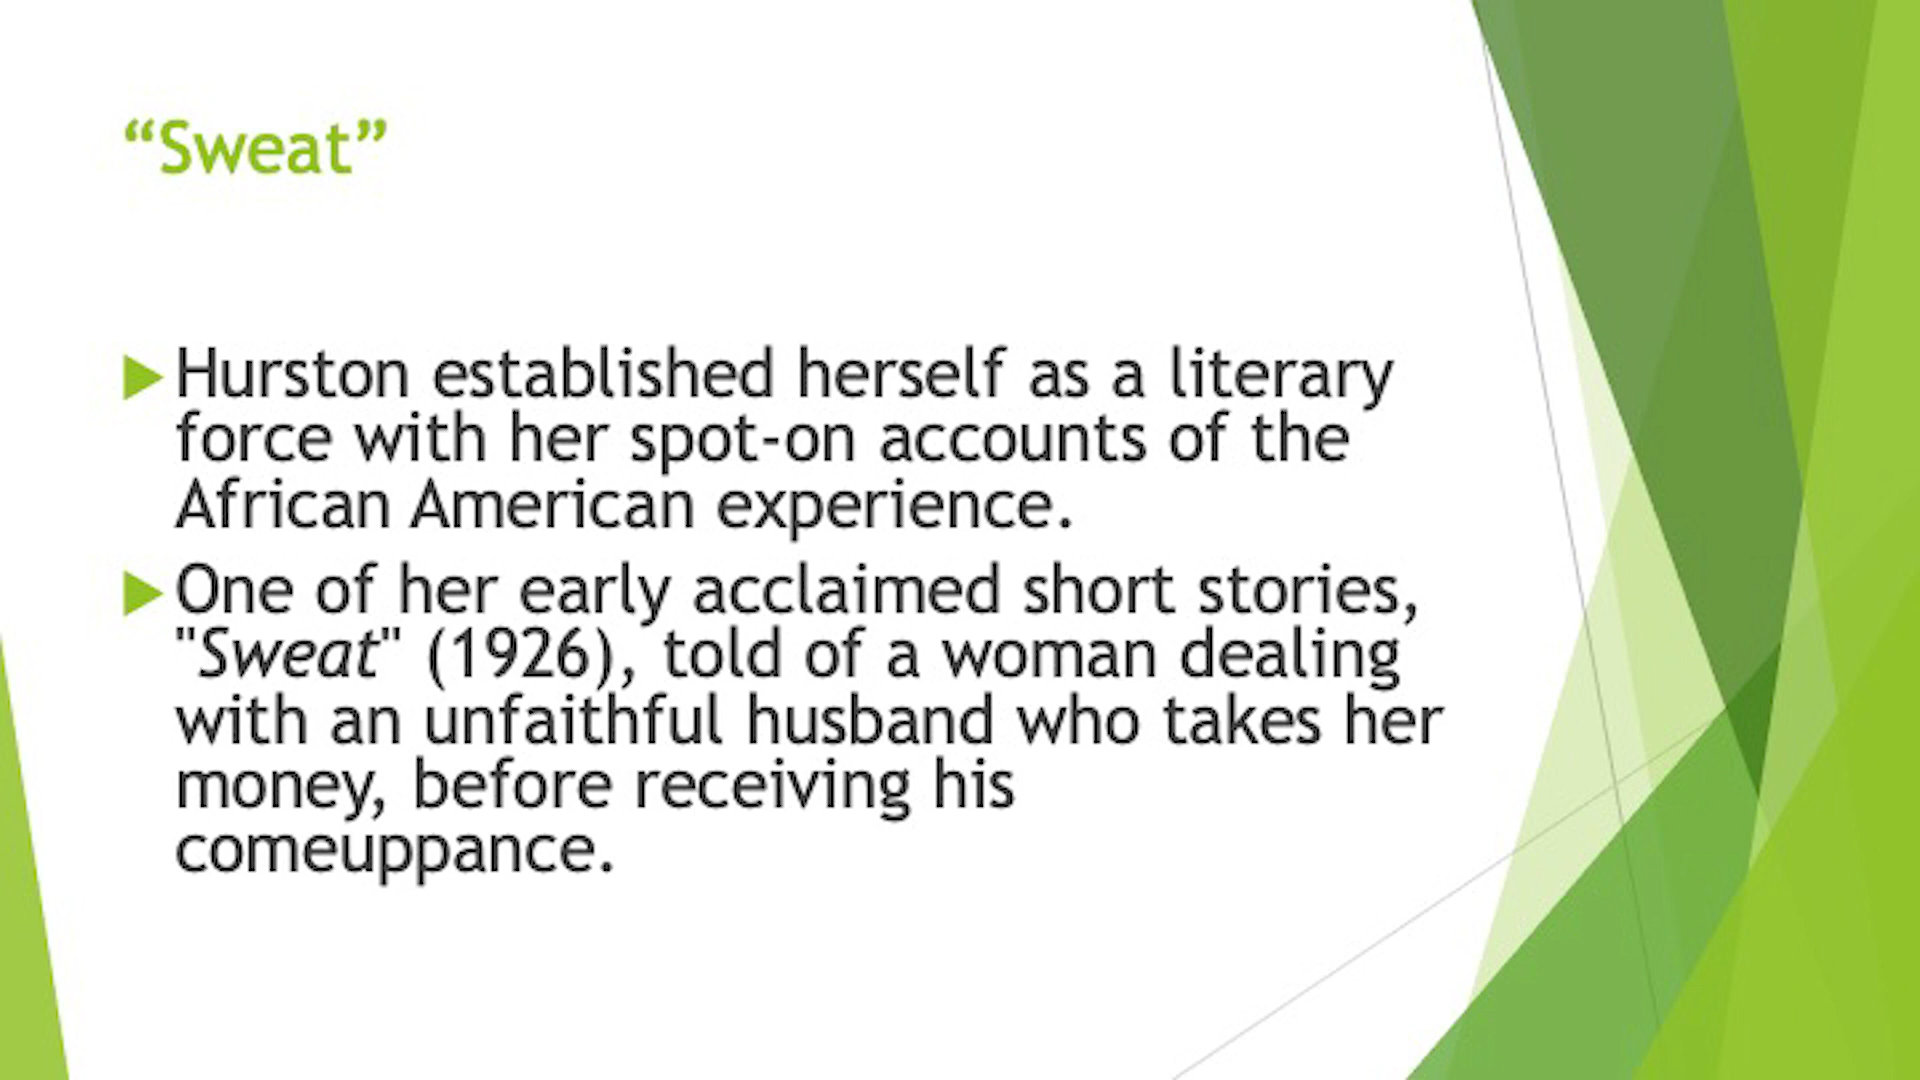 “Sweat”
Hurston established herself as a literary
force with her spot-on accounts of the
African American experience.
One of her early acclaimed short stories,
"Sweat" (1926), told of a woman dealing
with an unfaithful husband who takes her
money, before receiving his
comeuppance.